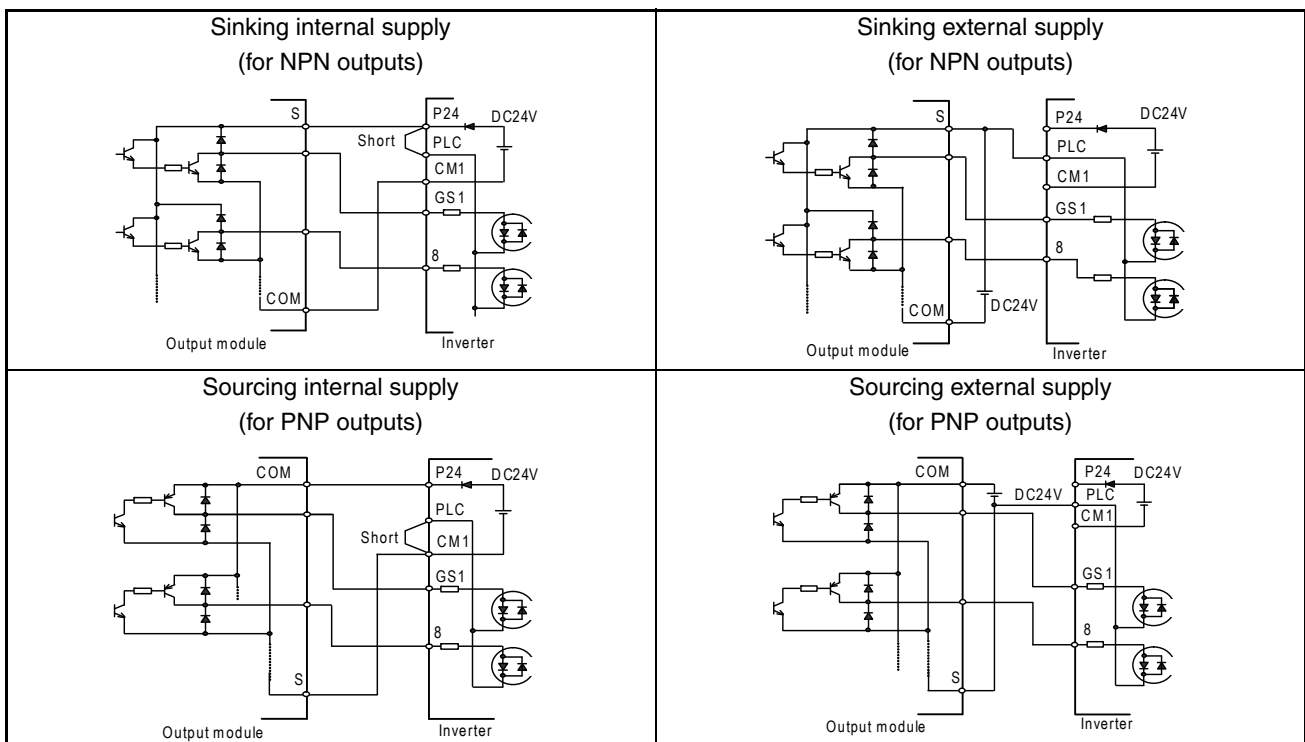 Sinking internal supply
(for NPN outputs)
S
P24
DC24V
Short
PLC
CM1
GS1
8
COM
Output module
Inverter
Sinking external supply
(for NPN outputs)
S
P24
DC24V
PLC
CM1
GS1
8
COM
DC24V
Output module
Inverter
Sourcing internal supply
(for PNP outputs)
COM
P24
DC24V
PLC
Short
CM1
GS1
8
S
Output module
Inverter
Sourcing external supply
(for PNP outputs)
COM
P24
DC24V
DC24V
PLC
CM1
GS1
8
S
Output module
Inverter